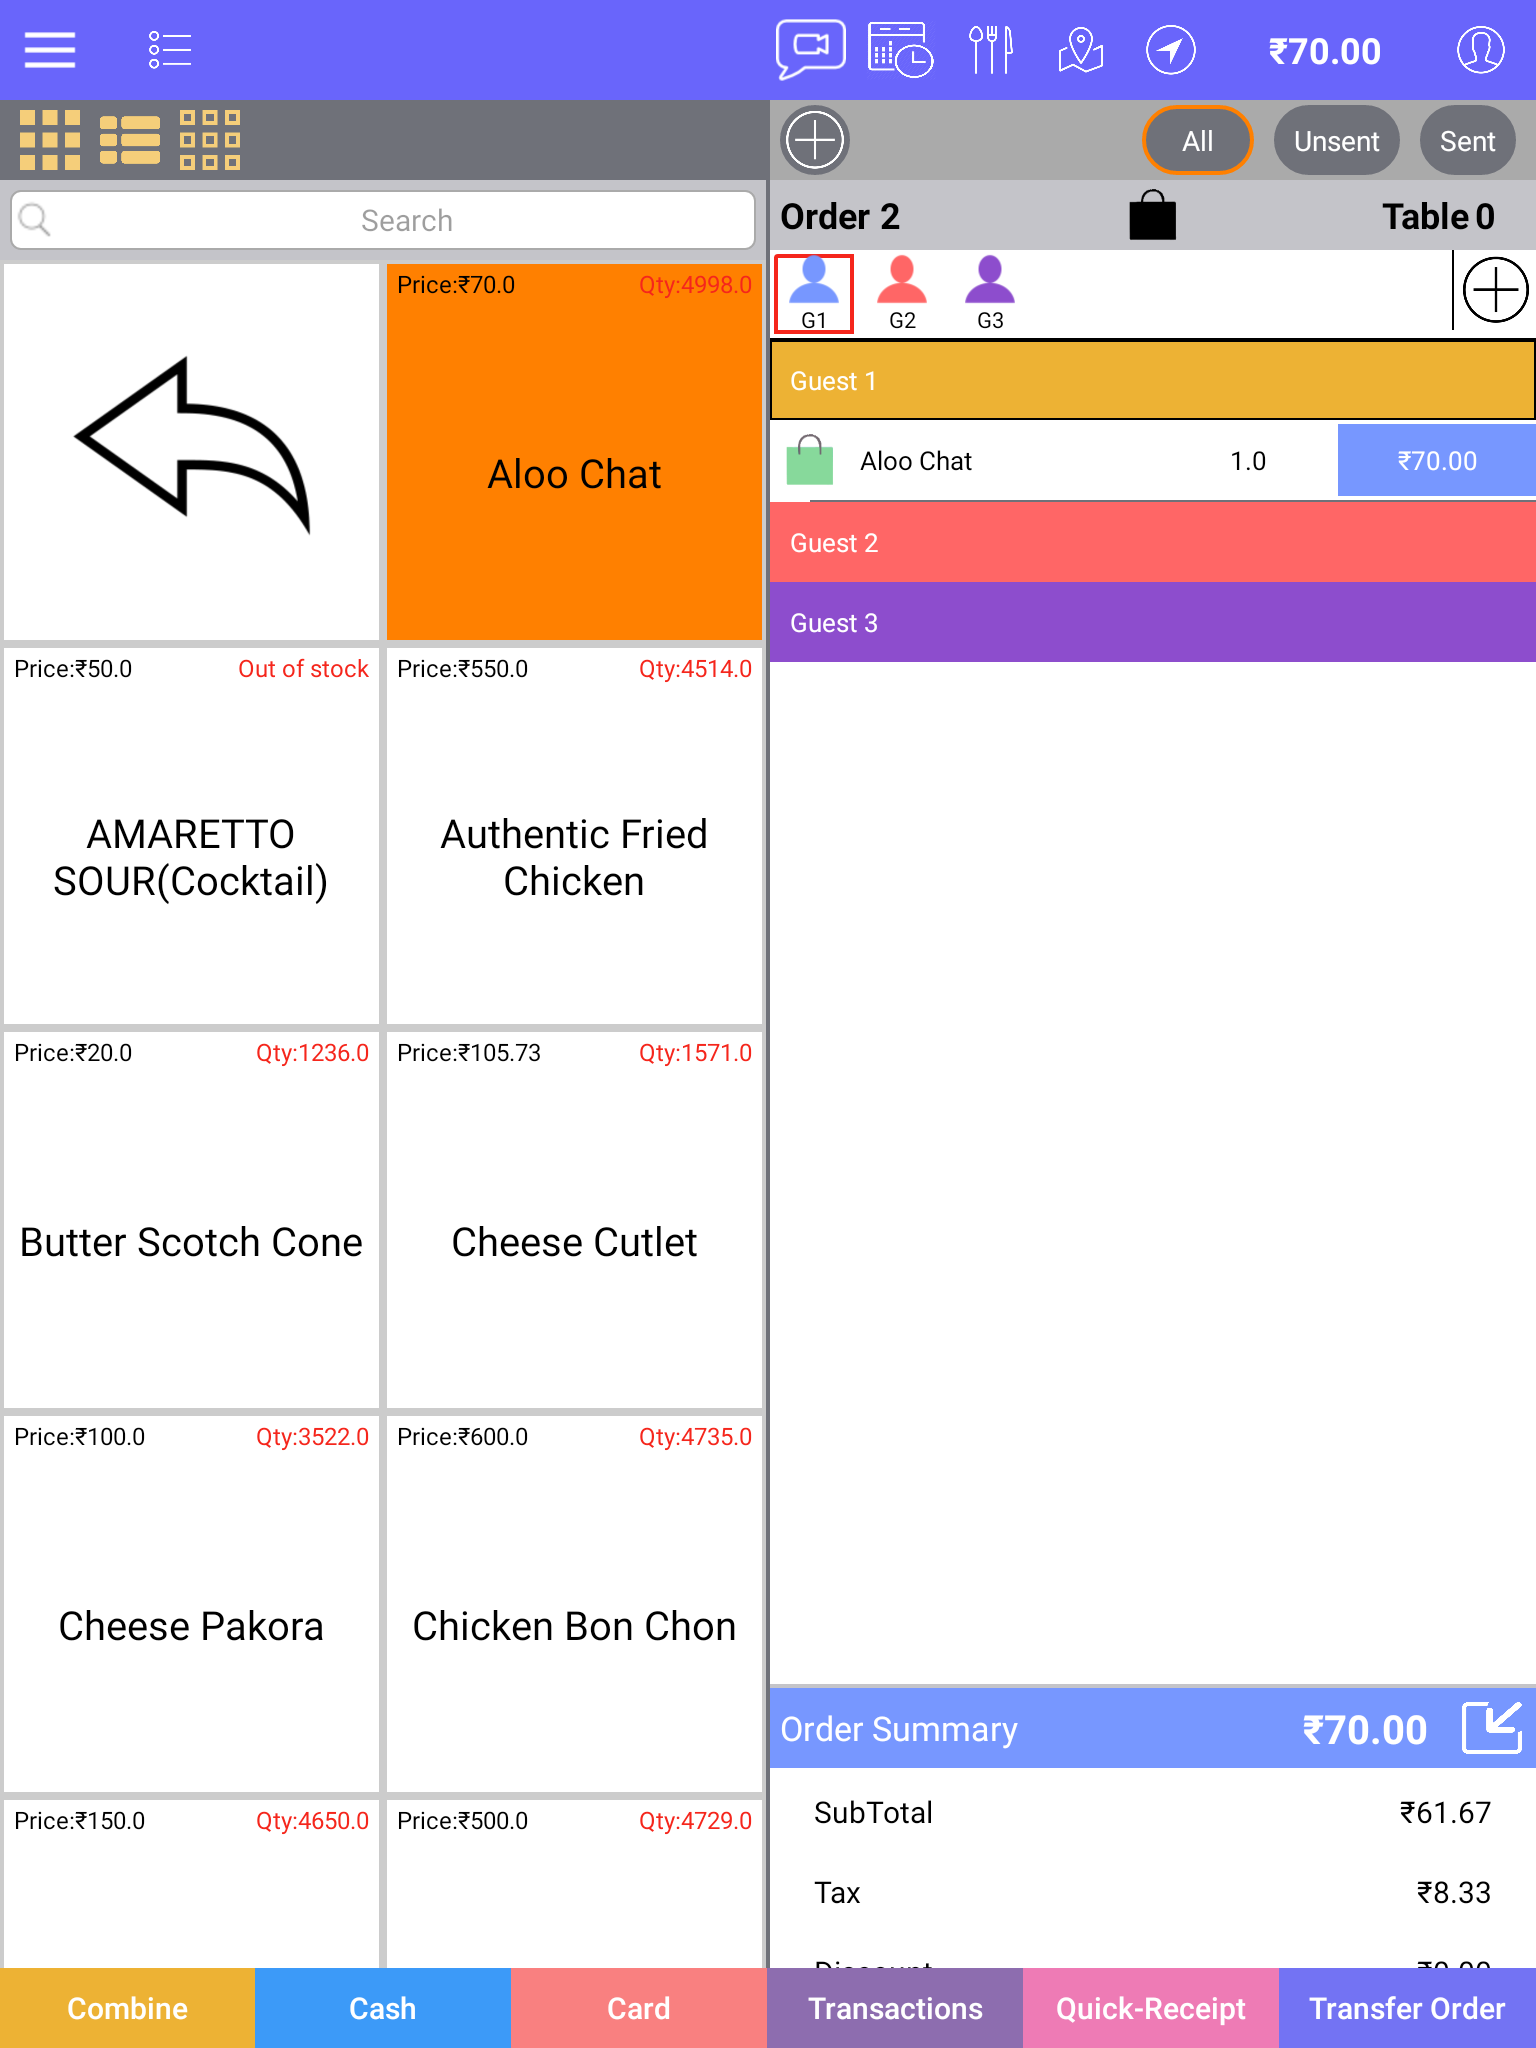 ₹70.00
All
Unsent
Sent
Search
Order 2
Table 0
G1
G2
G3
Price:₹70.0 Qty:4998.0
Aloo Chat
Guest 1
Aloo Chat 1.0 ₹70.00
Guest 2
Guest 3
Price:₹50.0 Out of stock
AMARETTO
SOUR(Cocktail)
Price:₹550.0 Qty:4514.0
Authentic Fried
Chicken
Price:₹20.0 Qty:1236.0
Butter Scotch Cone
Price:₹105.73 Qty:1571.0
Cheese Cutlet
Price:₹100.0 Qty:3522.0
Cheese Pakora
Price:₹600.0 Qty:4735.0
Chicken Bon Chon
Price:₹150.0 Qty:4650.0
Price:₹500.0 Qty:4729.0
Order Summary ₹70.00
SubTotal ₹61.67
Tax ₹8.33
Combine
Cash
Card
Transactions
Quick-Receipt
Transfer Order